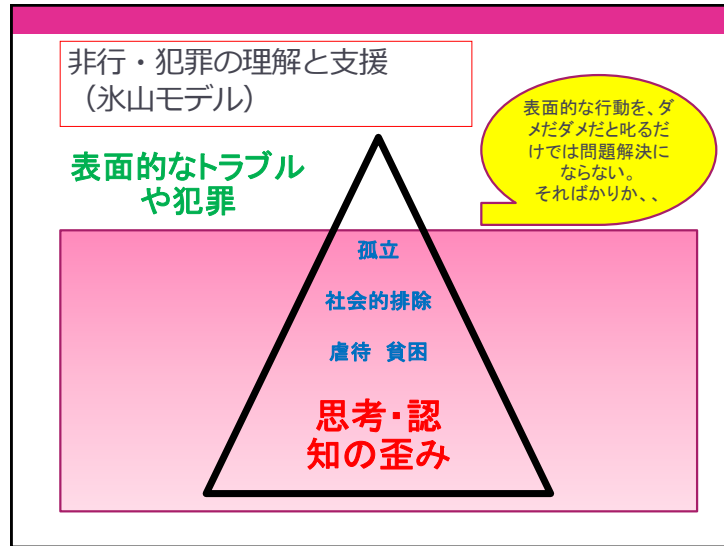 非行・犯罪の理解と支援
（氷山モデル）
表面的なトラブル
や犯罪
表面的な行動を、ダ
メだダメだと叱るだ
けでは問題解決に
ならない。
そればかりか、、
孤立
社会的排除
虐待 貧困
思考・認
知の歪み